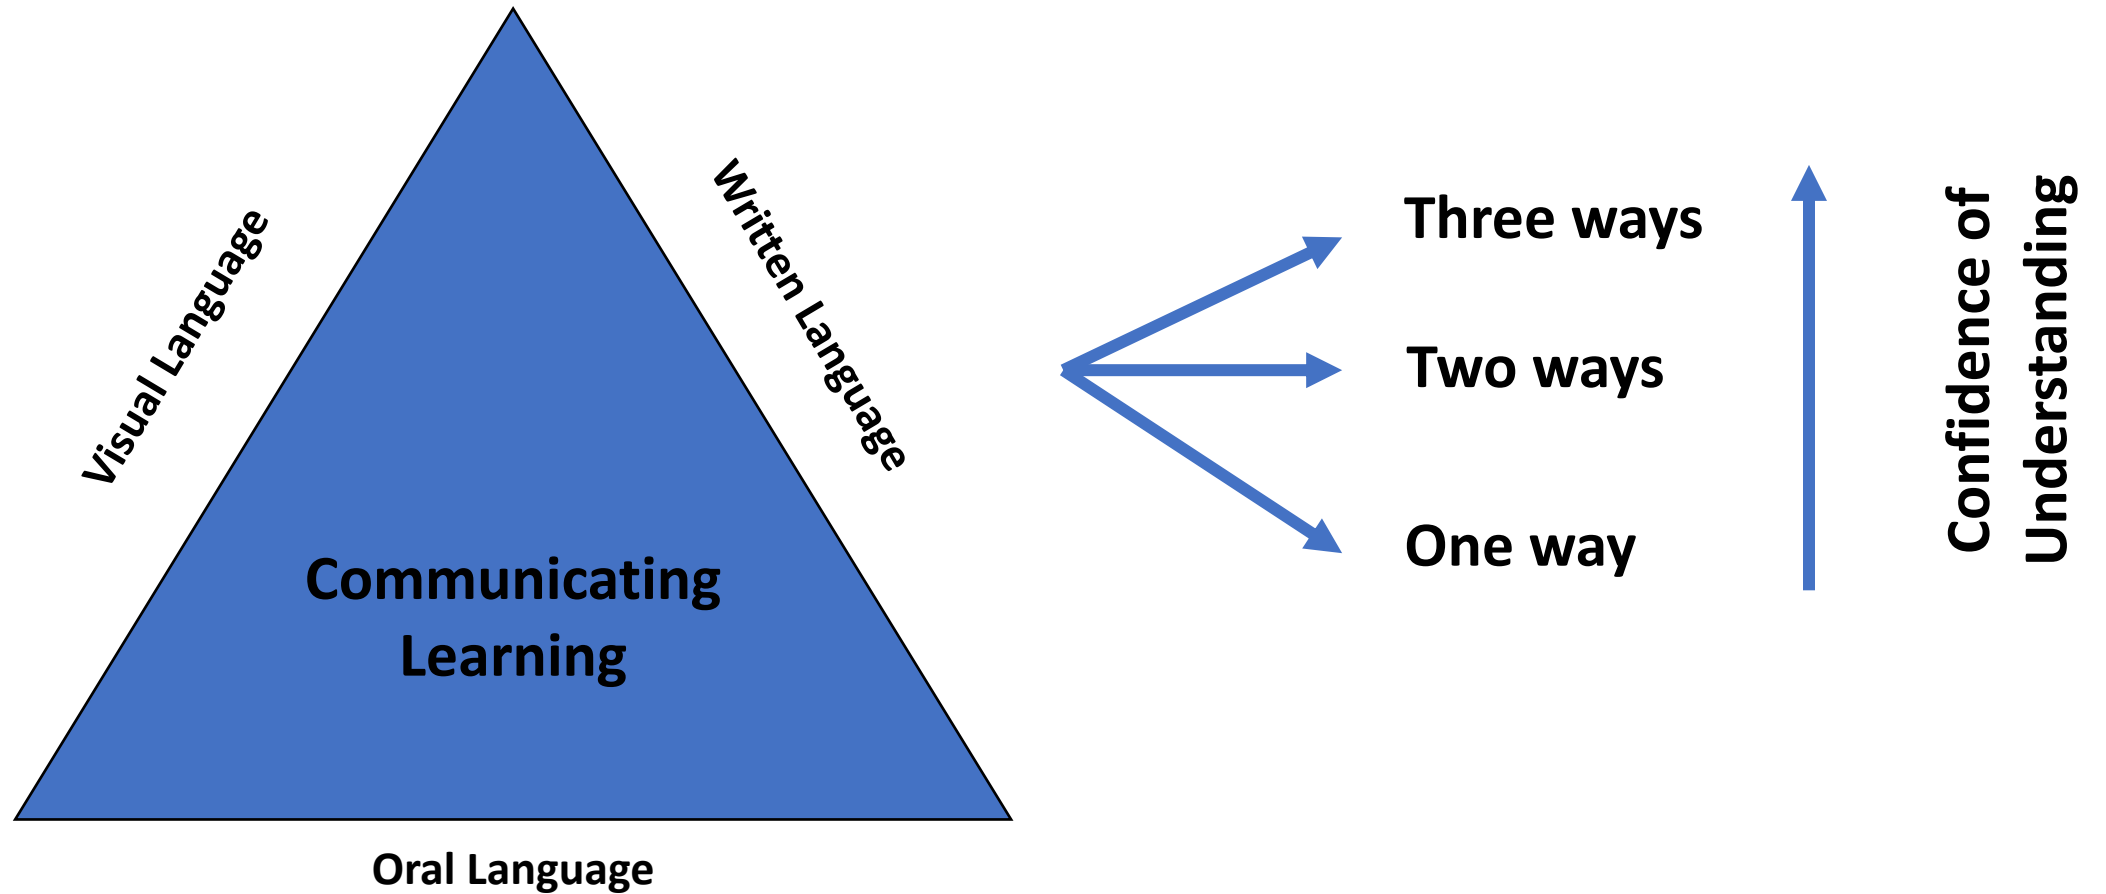 Visual Language
Written Language
Communicating
Learning
Oral Language
Three ways
Two ways
One way
Confidence of
Understanding